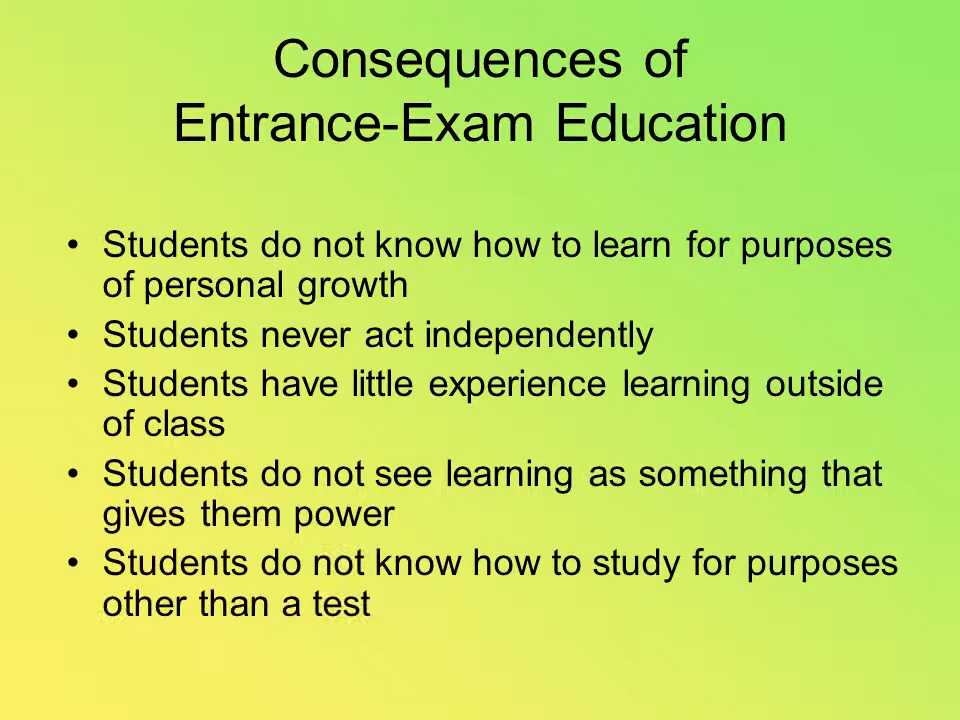 Consequences of
Entrance-Exam Education
• Students do not know how to learn for purposes
of personal growth
• Students never act independently
• Students have little experience learning outside
of class
• Students do not see learning as something that
gives them power
• Students do not know how to study for purposes
other than a test